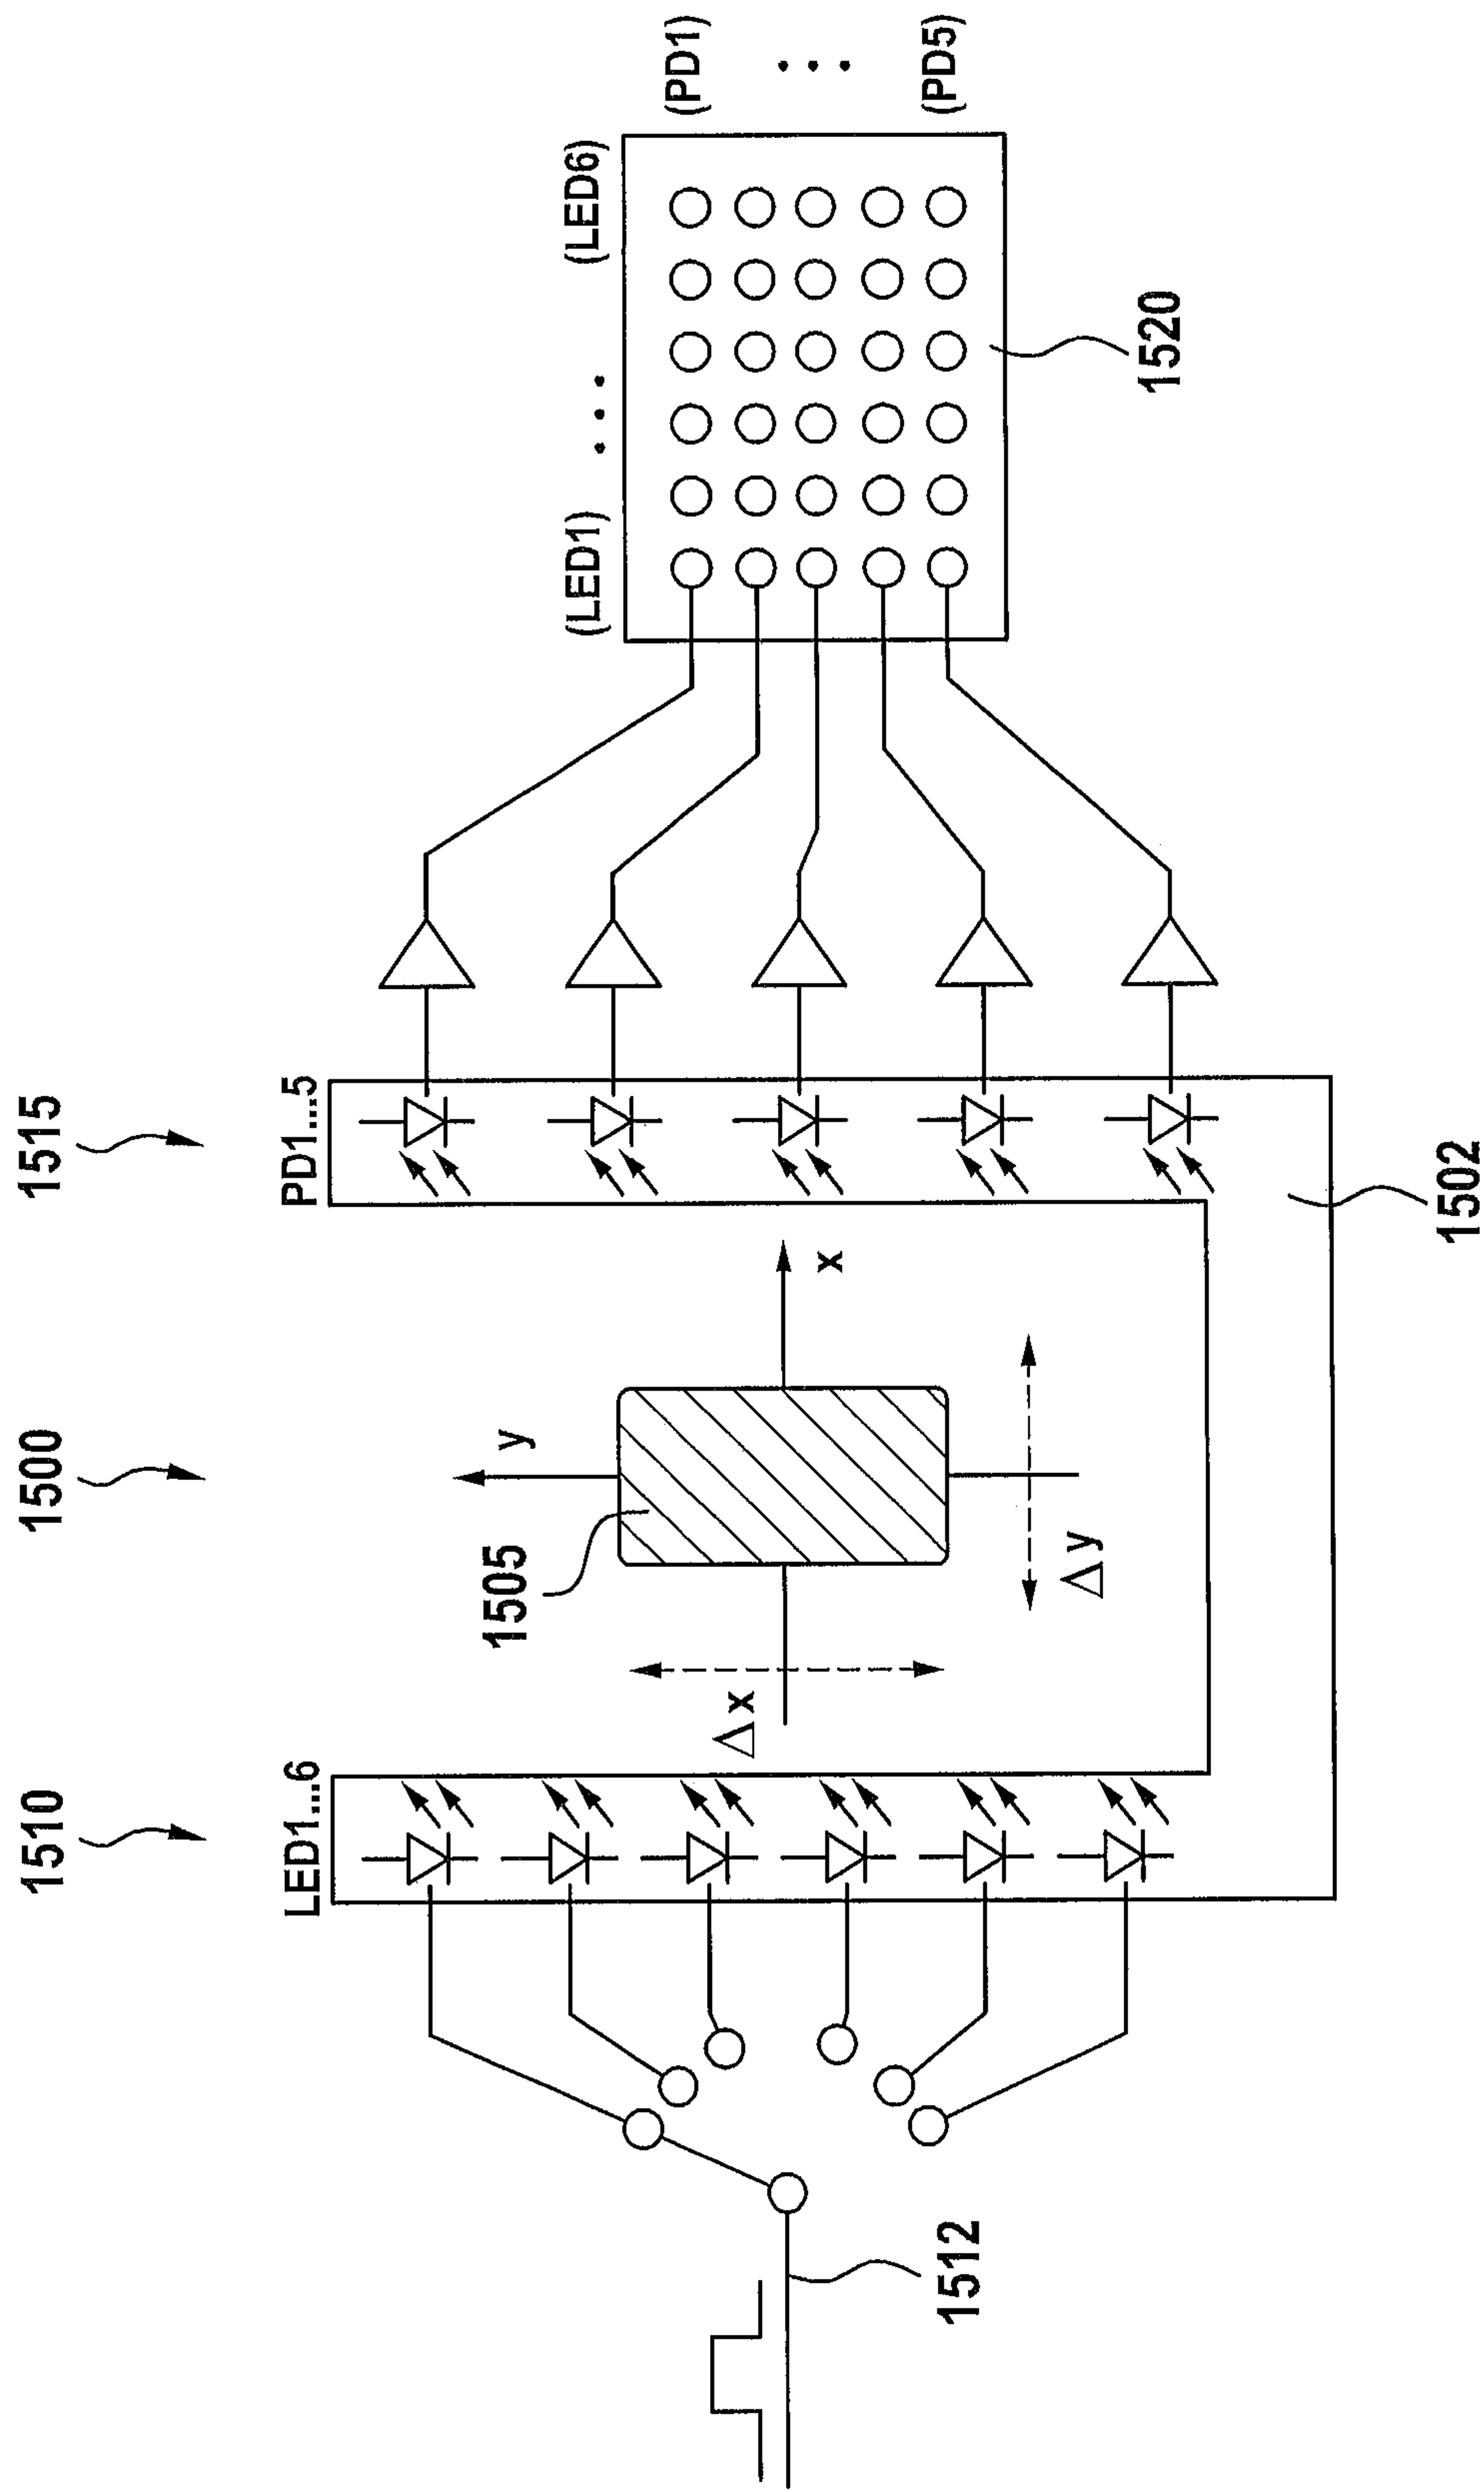 1510
1500
1515
LED1...6
PD1...5
1505
y
x
Δx
Δy
1512
1502
(LED1)
• • •
(LED6)
(PD1)
• • •
(PD5)
1520